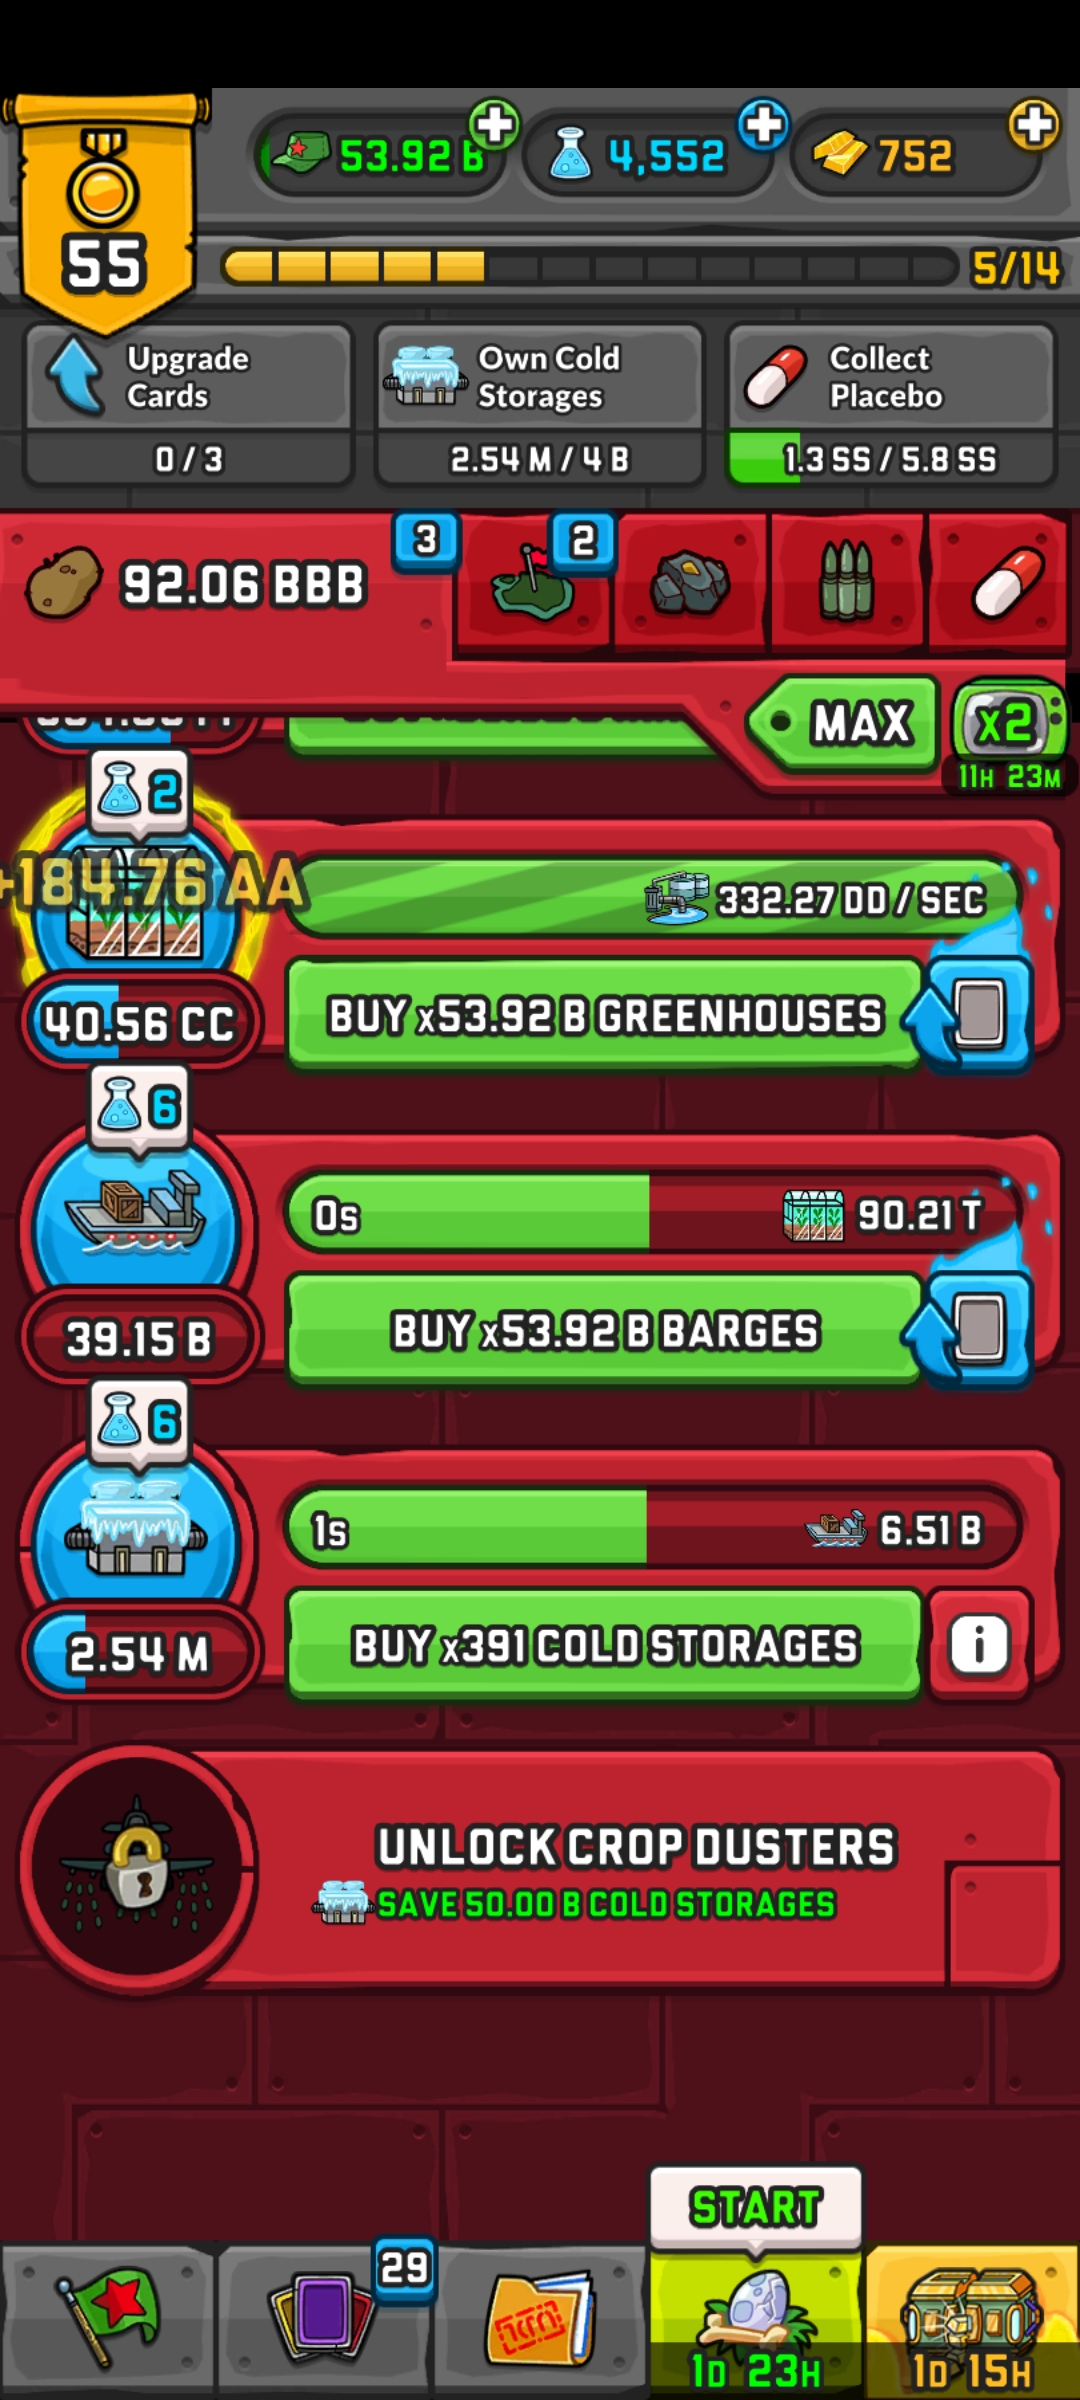 53.92 B
4,552
752
55
5/14
Upgrade
Cards
0 / 3
Own Cold
Storages
2.54 M / 4 B
Collect
Placebo
1.3 SS / 5.8 SS
92.06 BBB
3
2
MAX
X2
11H 23M
2
+184.76 AA
332.27 DD / SEC
40.56 CC
BUY x53.92 B GREENHOUSES
6
0s
90.21 T
39.15 B
BUY x53.92 B BARGES
6
1s
6.51 B
2.54 M
BUY x391 COLD STORAGES
i
UNLOCK CROP DUSTERS
SAVE 50.00 B COLD STORAGES
START
29
1D 23H
1D 15H